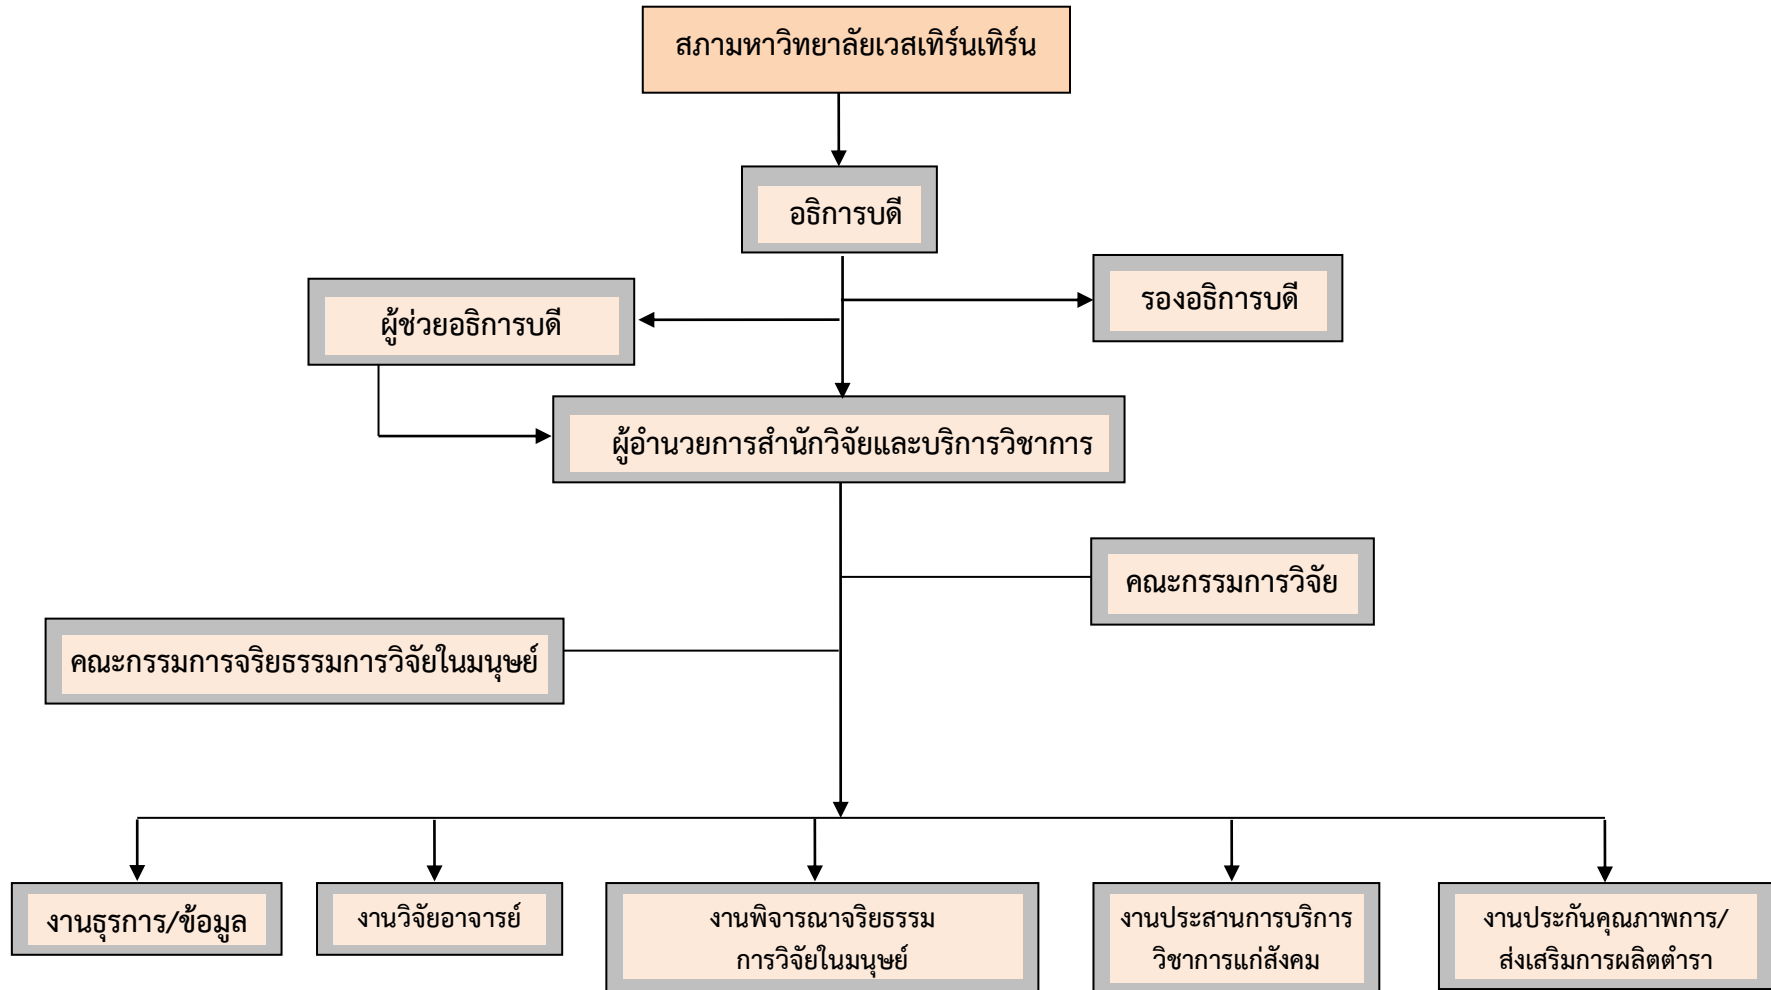 สภามหาวิทยาลัยเวสเทิร์นเทิร์น
อธิการบดี
รองอธิการบดี
ผู้ช่วยอธิการบดี
ผู้อำนวยการสำนักวิจัยและบริการวิชาการ
คณะกรรมการวิจัย
คณะกรรมการจริยธรรมการวิจัยในมนุษย์
งานธุรการ/ข้อมูล
งานวิจัยอาจารย์
งานพิจารณาจริยธรรม
การวิจัยในมนุษย์
งานประสานการบริการ
วิชาการแก่สังคม
งานประกันคุณภาพการ/
ส่งเสริมการผลิตตำรา